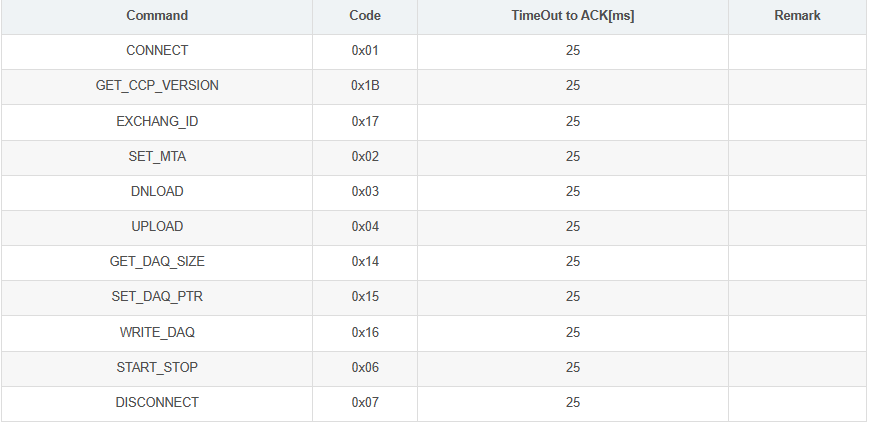 Command Code TimeOut to ACK[ms] Remark
CONNECT 0x01 25
GET_CCP_VERSION 0x1B 25
EXCHANG_ID 0x17 25
SET_MTA 0x02 25
DNLOAD 0x03 25
UPLOAD 0x04 25
GET_DAQ_SIZE 0x14 25
SET_DAQ_PTR 0x15 25
WRITE_DAQ 0x16 25
START_STOP 0x06 25
DISCONNECT 0x07 25